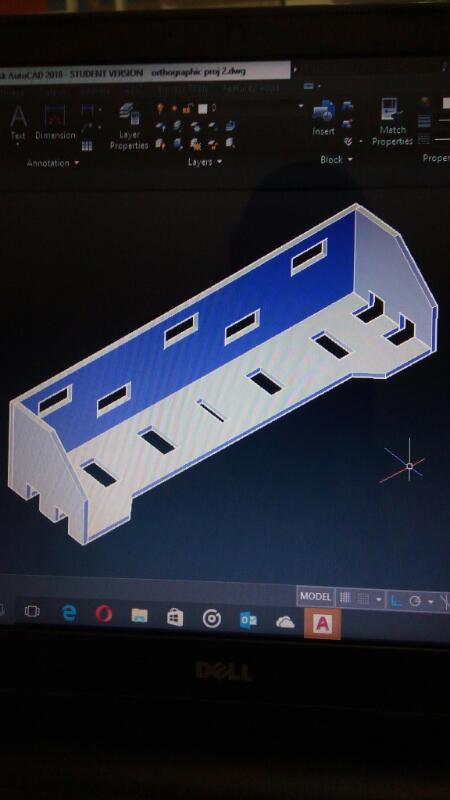 sk AutoCAD 2018 - STUDENT VERSION orthographic proj 2.dwg
Text
Dimension
Layer
Properties
Insert
Match
Properties
Annotation
Layers
Block
Proper
MODEL
DELL